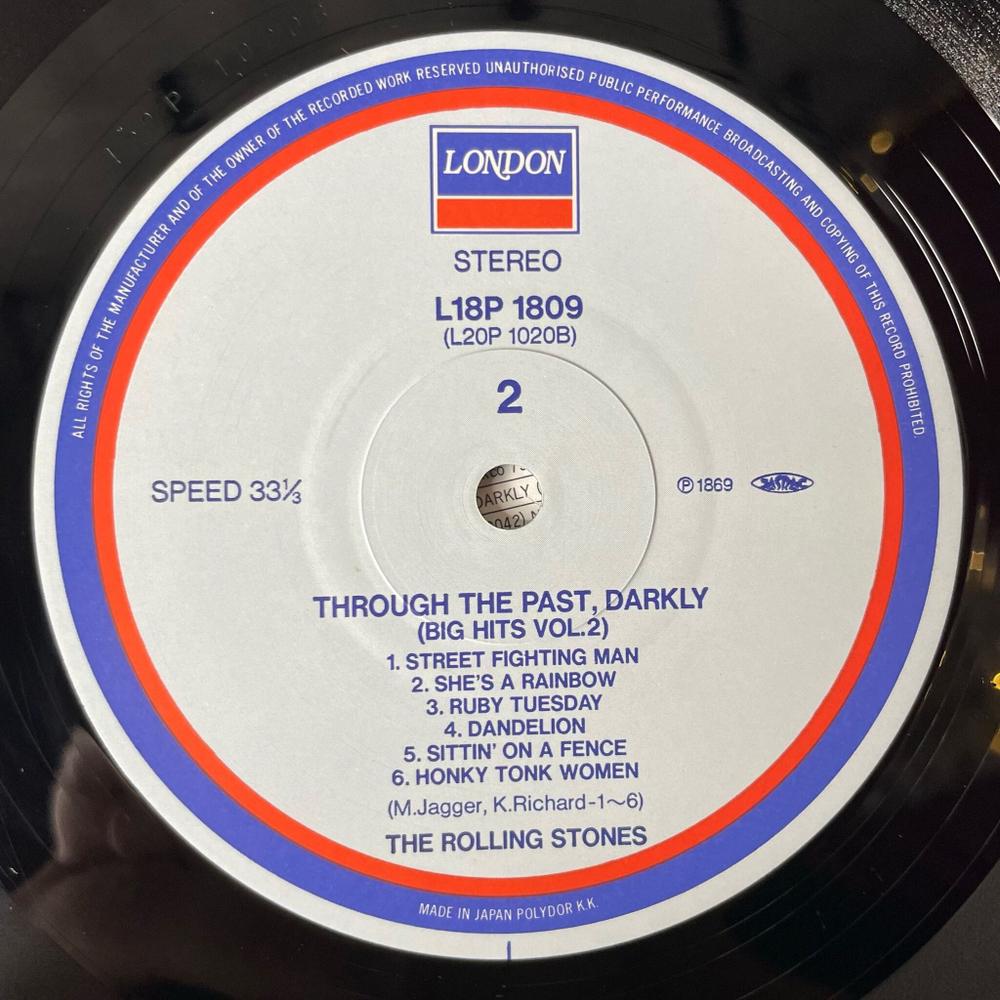 ALL RIGHTS OF THE MANUFACTURER AND OF THE OWNER OF THE RECORDED WORK RESERVED UNAUTHORISED PUBLIC PERFORMANCE BROADCASTING AND COPYING OF THIS RECORD PROHIBITED.
LONDON
STEREO
L18P 1809
(L20P 1020B)
2
SPEED 33⅓
DARKLY
℗ 1869
THROUGH THE PAST, DARKLY
(BIG HITS VOL.2)
1. STREET FIGHTING MAN
2. SHE'S A RAINBOW
3. RUBY TUESDAY
4. DANDELION
5. SITTIN' ON A FENCE
6. HONKY TONK WOMEN
(M.Jagger, K.Richard-1〜6)
THE ROLLING STONES
MADE IN JAPAN POLYDOR K.K.